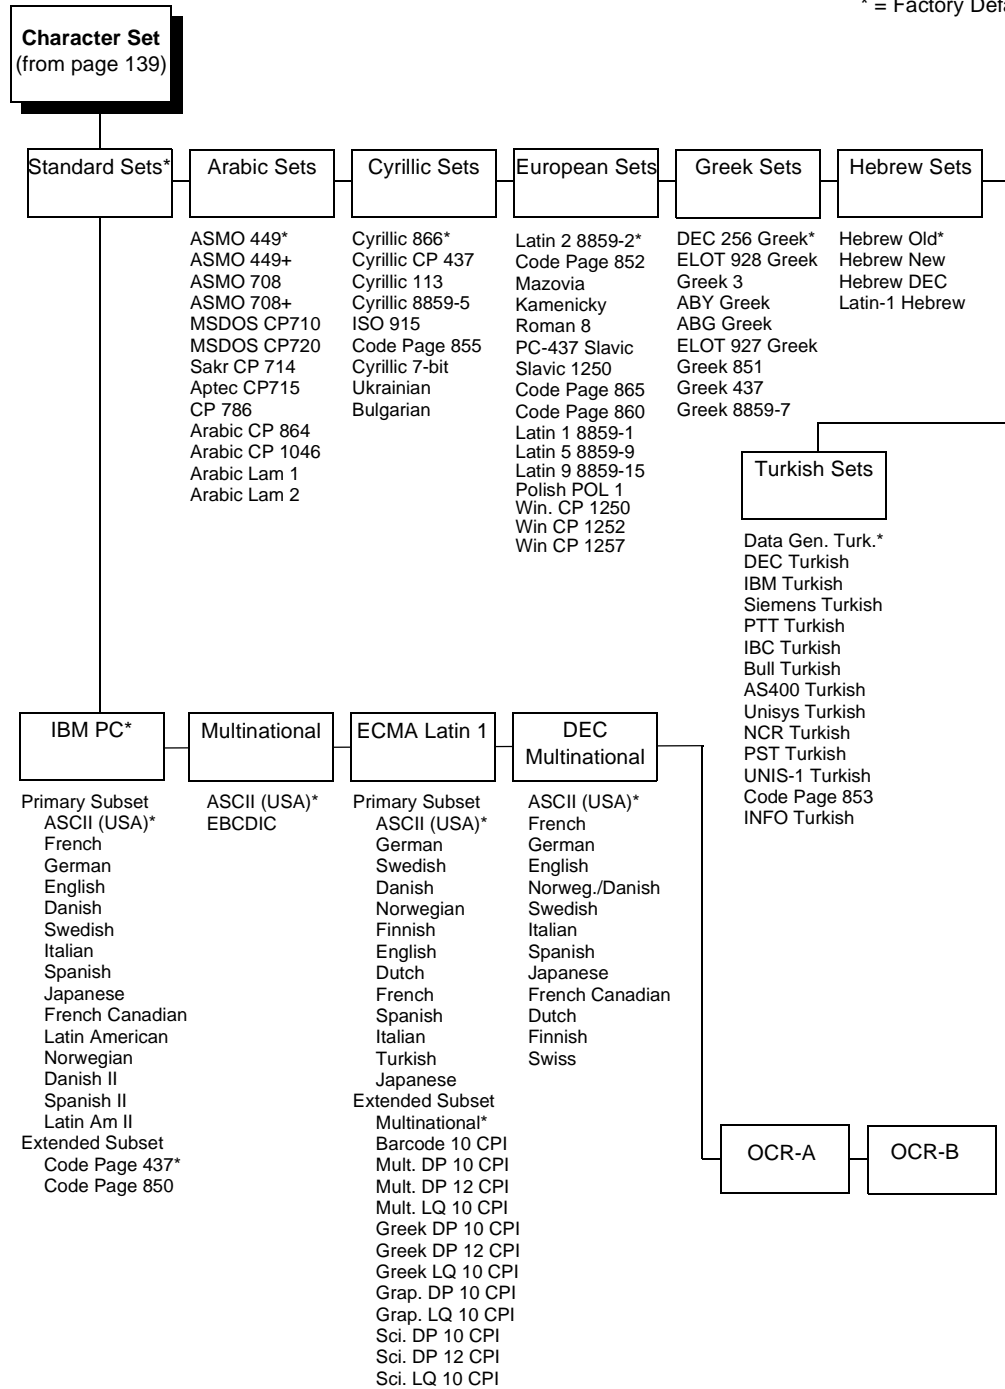 * = Factory Defa
Character Set
(from page 139)
Standard Sets*
Arabic Sets
Cyrillic Sets
European Sets
Greek Sets
Hebrew Sets
ASMO 449*
ASMO 449+
ASMO 708
ASMO 708+
MSDOS CP710
MSDOS CP720
Sakr CP 714
Aptec CP715
CP 786
Arabic CP 864
Arabic CP 1046
Arabic Lam 1
Arabic Lam 2
Cyrillic 866*
Cyrillic CP 437
Cyrillic 113
Cyrillic 8859-5
ISO 915
Code Page 855
Cyrillic 7-bit
Ukrainian
Bulgarian
Latin 2 8859-2*
Code Page 852
Mazovia
Kamenicky
Roman 8
PC-437 Slavic
Slavic 1250
Code Page 865
Code Page 860
Latin 1 8859-1
Latin 5 8859-9
Latin 9 8859-15
Polish POL 1
Win. CP 1250
Win CP 1252
Win CP 1257
DEC 256 Greek*
ELOT 928 Greek
Greek 3
ABY Greek
ABG Greek
ELOT 927 Greek
Greek 851
Greek 437
Greek 8859-7
Hebrew Old*
Hebrew New
Hebrew DEC
Latin-1 Hebrew
Turkish Sets
Data Gen. Turk.*
DEC Turkish
IBM Turkish
Siemens Turkish
PTT Turkish
IBC Turkish
Bull Turkish
AS400 Turkish
Unisys Turkish
NCR Turkish
PST Turkish
UNIS-1 Turkish
Code Page 853
INFO Turkish
IBM PC*
Multinational
ECMA Latin 1
DEC
Multinational
Primary Subset
ASCII (USA)*
French
German
English
Danish
Swedish
Italian
Spanish
Japanese
French Canadian
Latin American
Norwegian
Danish II
Spanish II
Latin Am II
Extended Subset
Code Page 437*
Code Page 850
ASCII (USA)*
EBCDIC
Primary Subset
ASCII (USA)*
German
Swedish
Danish
Norwegian
Finnish
English
Dutch
French
Spanish
Italian
Turkish
Japanese
Extended Subset
Multinational*
Barcode 10 CPI
Mult. DP 10 CPI
Mult. DP 12 CPI
Mult. LQ 10 CPI
Greek DP 10 CPI
Greek DP 12 CPI
Greek LQ 10 CPI
Grap. DP 10 CPI
Grap. LQ 10 CPI
Sci. DP 10 CPI
Sci. DP 12 CPI
Sci. LQ 10 CPI
ASCII (USA)*
French
German
English
Norweg./Danish
Swedish
Italian
Spanish
Japanese
French Canadian
Dutch
Finnish
Swiss
OCR-A
OCR-B